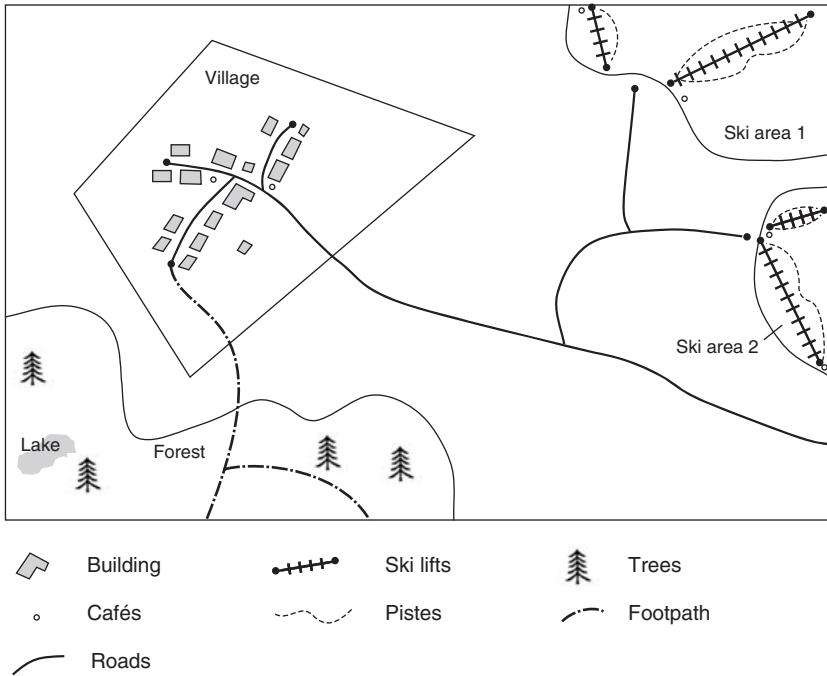 Village
Ski area 1
Ski area 2
Lake
Forest
Building
Ski lifts
Trees
Cafés
Pistes
Footpath
Roads